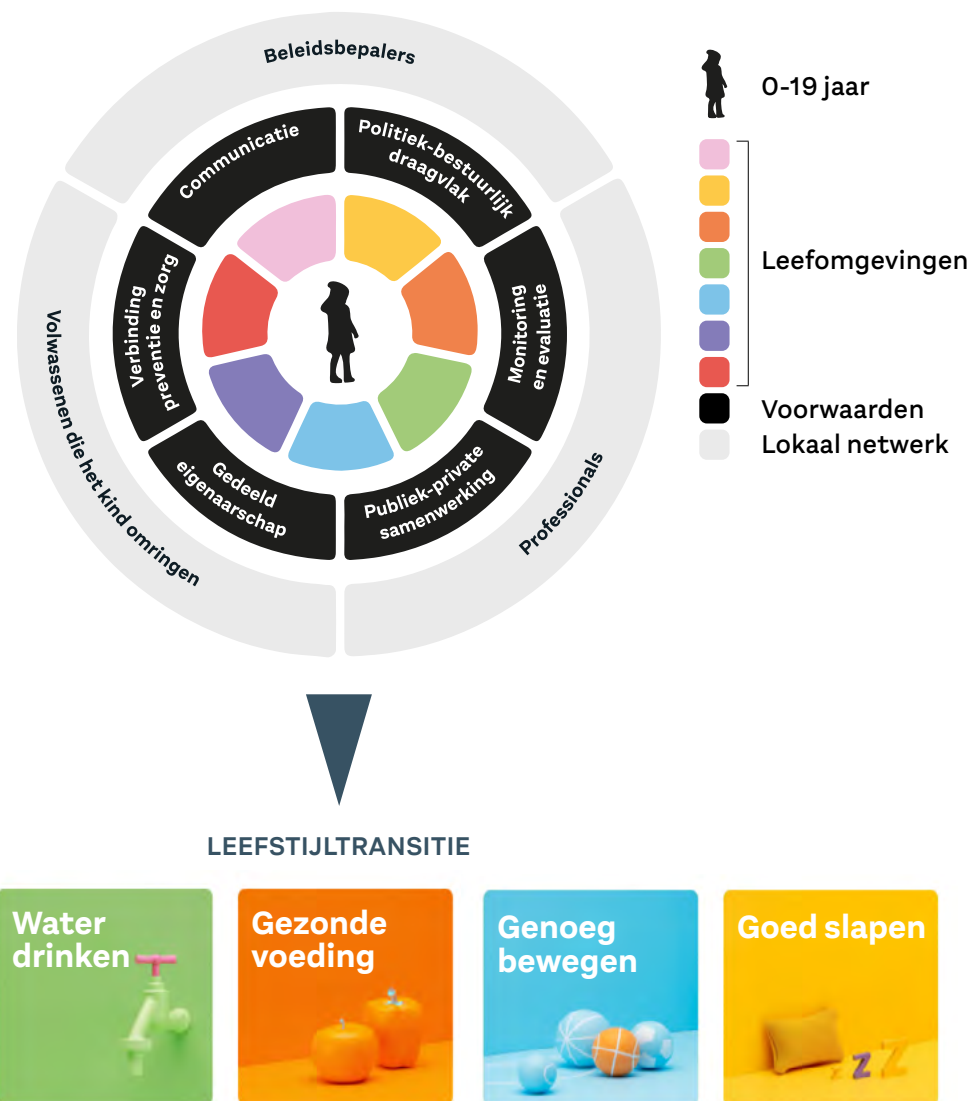 Beleidsbepalers
Communicatie
Politiek-bestuurlijk
draagvlak
Verbinding
preventie en zorg
Monitoring
en evaluatie
Gedeeld
eigenaarschap
Publiek-private
samenwerking
Volwassenen die het kind omringen
Professionals
0-19 jaar
Leefomgevingen
Voorwaarden
Lokaal netwerk
LEEFSTIJLTRANSITIE
Water
drinken
Gezonde
voeding
Genoeg
bewegen
Goed slapen
z z Z